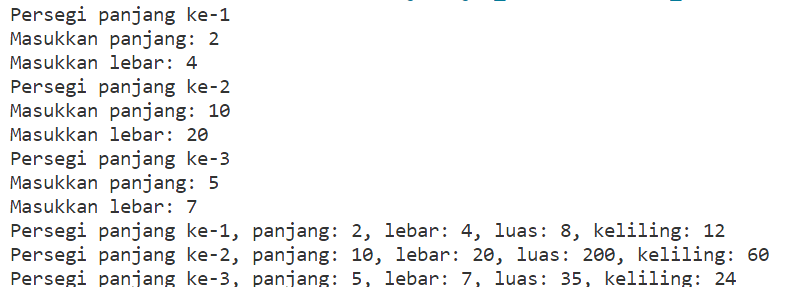 Persegi panjang ke-1
Masukkan panjang: 2
Masukkan lebar: 4
Persegi panjang ke-2
Masukkan panjang: 10
Masukkan lebar: 20
Persegi panjang ke-3
Masukkan panjang: 5
Masukkan lebar: 7
Persegi panjang ke-1, panjang: 2, lebar: 4, luas: 8, keliling: 12
Persegi panjang ke-2, panjang: 10, lebar: 20, luas: 200, keliling: 60
Persegi panjang ke-3, panjang: 5, lebar: 7, luas: 35, keliling: 24